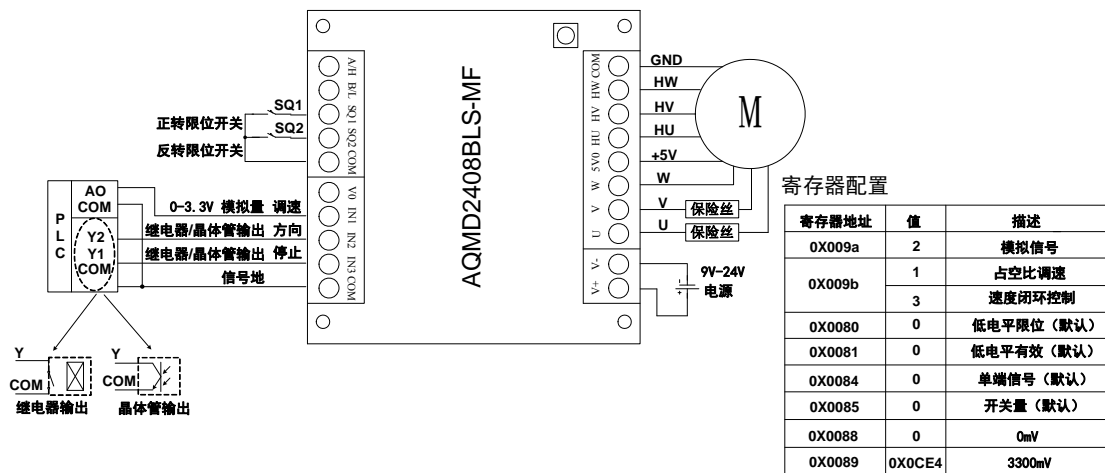 AQMD2408BLS-MF
A/H
B/L
SQ1
SQ2
COM
VO
IN1
IN2
IN3
COM
COM
HW
HV
HU
5V0
W
V
U
V-
V+
SQ1
正转限位开关
SQ2
反转限位开关
PLC
AO
COM
Y2
Y1
COM
0-3.3V 模拟量 调速
继电器/晶体管输出 方向
继电器/晶体管输出 停止
信号地
Y
COM
继电器输出
Y
COM
晶体管输出
GND
HW
HV
HU
+5V
W
V 保险丝
U 保险丝
M
- +
9V-24V
电源
寄存器配置
寄存器地址 值 描述
0X009a 2 模拟信号
0X009b 1 占空比调速
3 速度闭环控制
0X0080 0 低电平限位（默认）
0X0081 0 低电平有效（默认）
0X0084 0 单端信号（默认）
0X0085 0 开关量（默认）
0X0088 0 0mV
0X0089 0X0CE4 3300mV